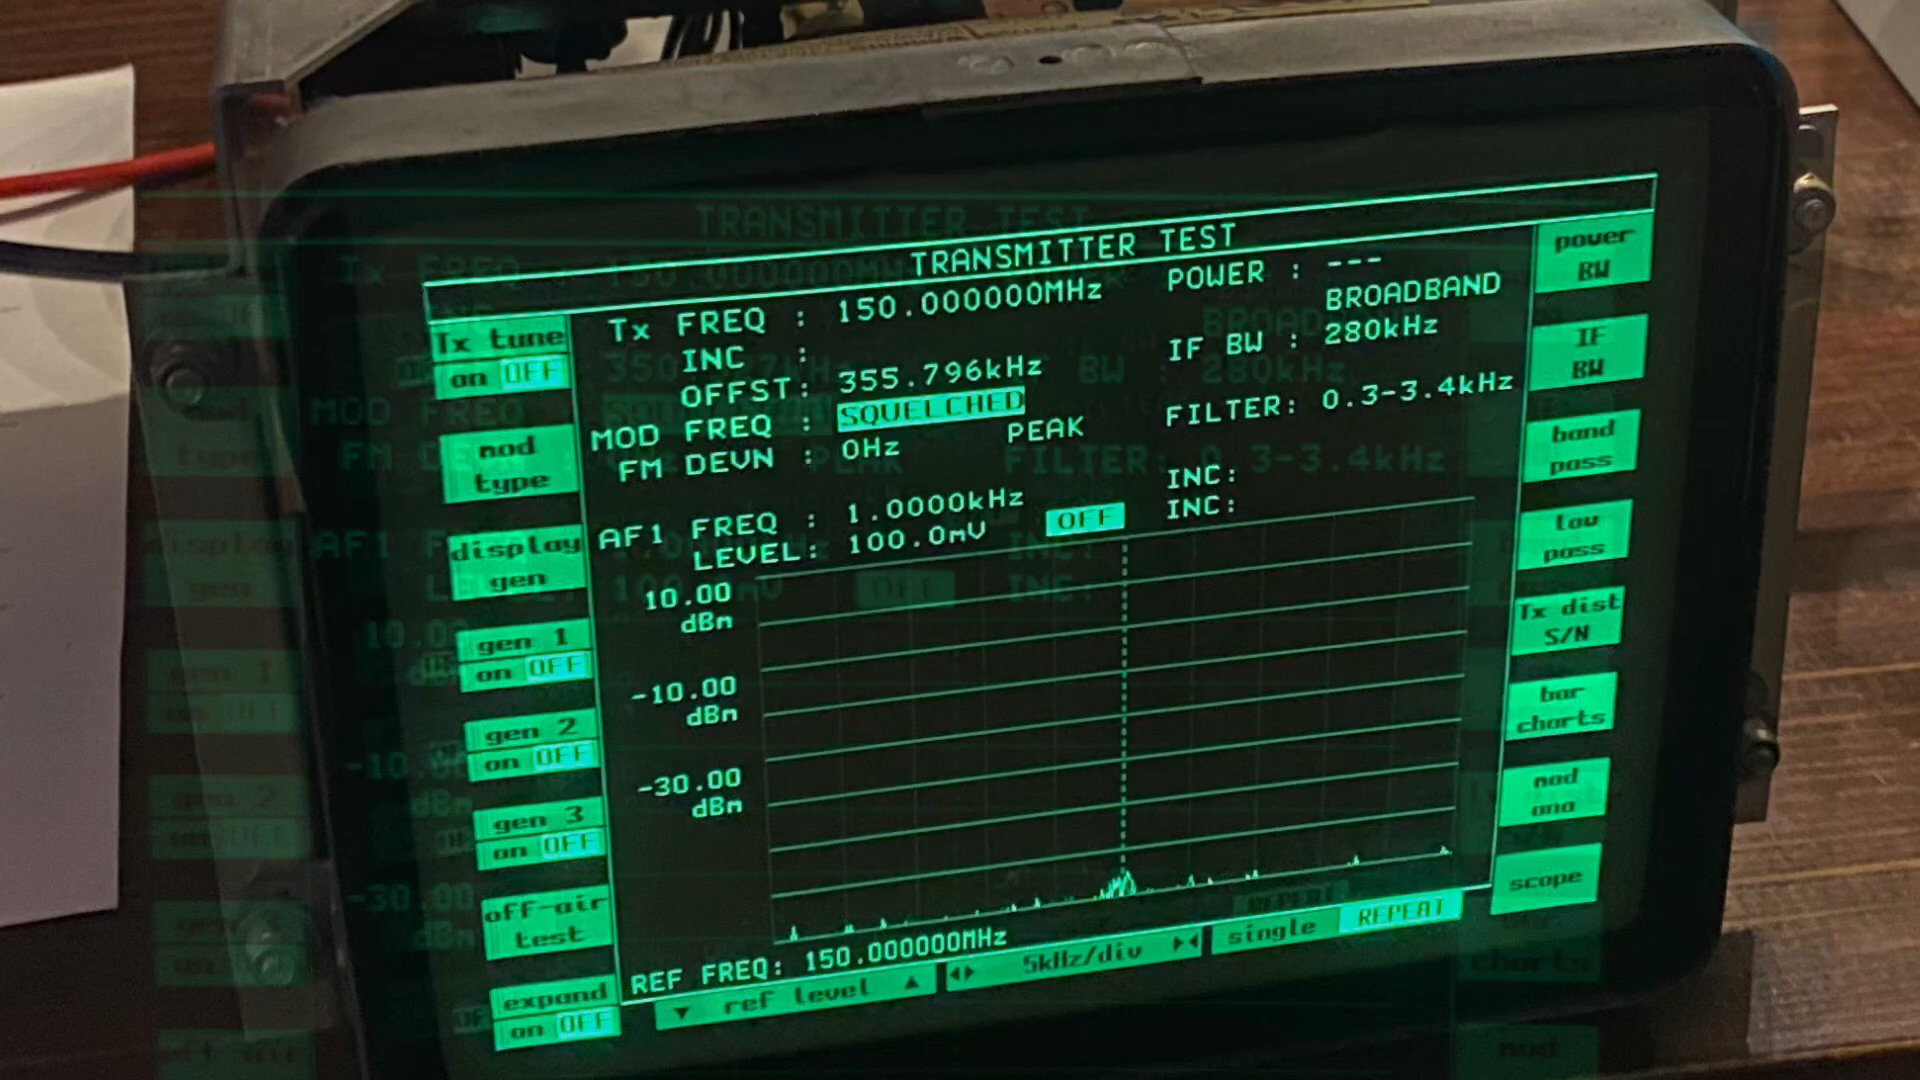 TRANSMITTER TEST
Tx FREQ : 150.000000MHz
POWER : ---
INC :
BROADBAND
OFFST: 355.796kHz
IF BW : 280kHz
MOD FREQ : SQUELCHED
FM DEVN : 0Hz PEAK
FILTER: 0.3-3.4kHz
AF1 FREQ : 1.0000kHz
INC:
LEVEL: 100.0mV OFF
INC:
10.00
dBm
-10.00
dBm
-30.00
dBm
REF FREQ: 150.000000MHz
Tx tune
on OFF
mod
type
display
gen
gen 1
on OFF
gen 2
on OFF
gen 3
on OFF
off-air
test
expand
on OFF
power
BW
IF
BW
band
pass
low
pass
Tx dist
S/N
bar
charts
mod
ana
scope
ref level
5kHz/div
single REPEAT